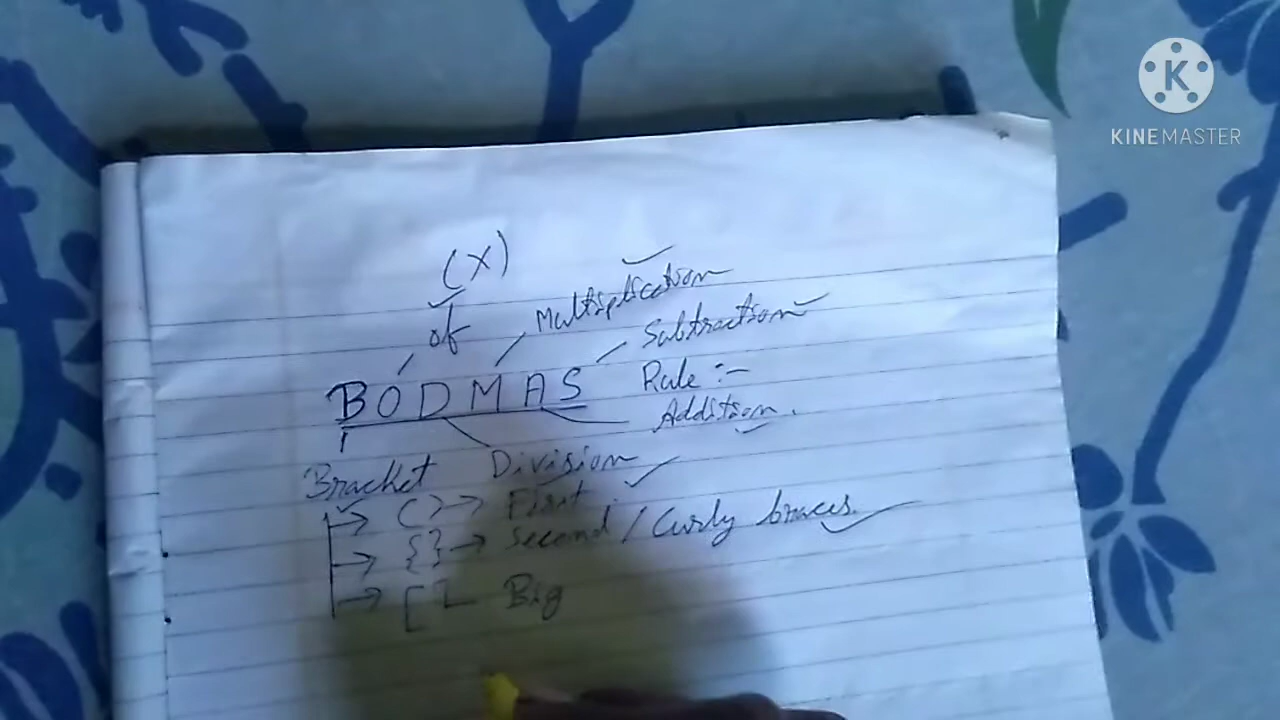 K
KINEMASTER
(X)
of Multiplication
Subtraction
BODMAS Rule :-
Addition.
Bracket Division
→ ( ) → First
→ { } → Second / Curly braces.
→ [ ] Big